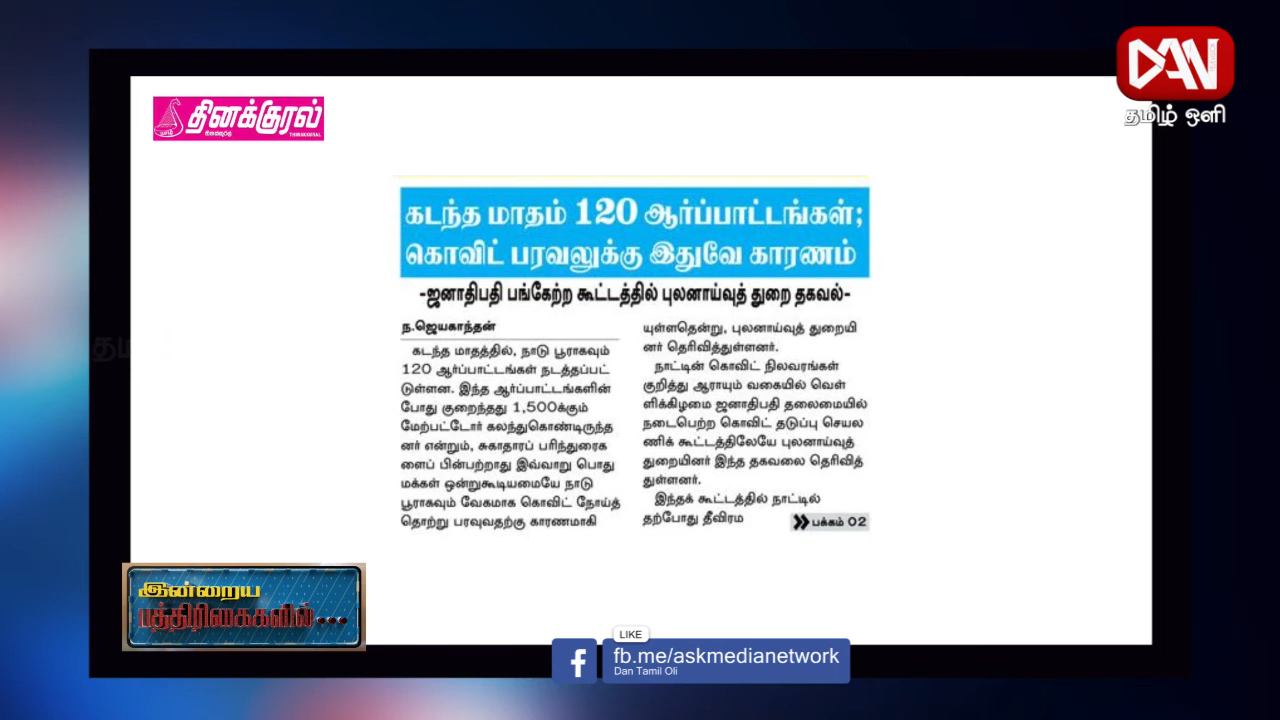 DAN
தமிழ் ஒளி
தினக்குரல்
THINAKKURAL
கடந்த மாதம் 120 ஆர்ப்பாட்டங்கள்;
கொவிட் பரவலுக்கு இதுவே காரணம்
-ஜனாதிபதி பங்கேற்ற கூட்டத்தில் புலனாய்வுத் துறை தகவல்-
ந.ஜெயகாந்தன்
கடந்த மாதத்தில், நாடு பூராகவும்
120 ஆர்ப்பாட்டங்கள் நடத்தப்பட்
டுள்ளன. இந்த ஆர்ப்பாட்டங்களின்
போது குறைந்தது 1,500க்கும்
மேற்பட்டோர் கலந்துகொண்டிருந்த
னர் என்றும், சுகாதாரப் பரிந்துரைக
ளைப் பின்பற்றாது இவ்வாறு பொது
மக்கள் ஒன்றுகூடியமையே நாடு
பூராகவும் வேகமாக கொவிட் நோய்த்
தொற்று பரவுவதற்கு காரணமாகி
யுள்ளதென்று, புலனாய்வுத் துறையி
னர் தெரிவித்துள்ளனர்.
நாட்டின் கொவிட் நிலவரங்கள்
குறித்து ஆராயும் வகையில் வெள்
ளிக்கிழமை ஜனாதிபதி தலைமையில்
நடைபெற்ற கொவிட் தடுப்பு செயல
ணிக் கூட்டத்திலேயே புலனாய்வுத்
துறையினர் இந்த தகவலை தெரிவித்
துள்ளனர்.
இந்தக் கூட்டத்தில் நாட்டில்
தற்போது தீவிரம
பக்கம் 02
இன்றைய
பத்திரிகைகளில்...
LIKE
fb.me/askmedianetwork
Dan Tamil Oli